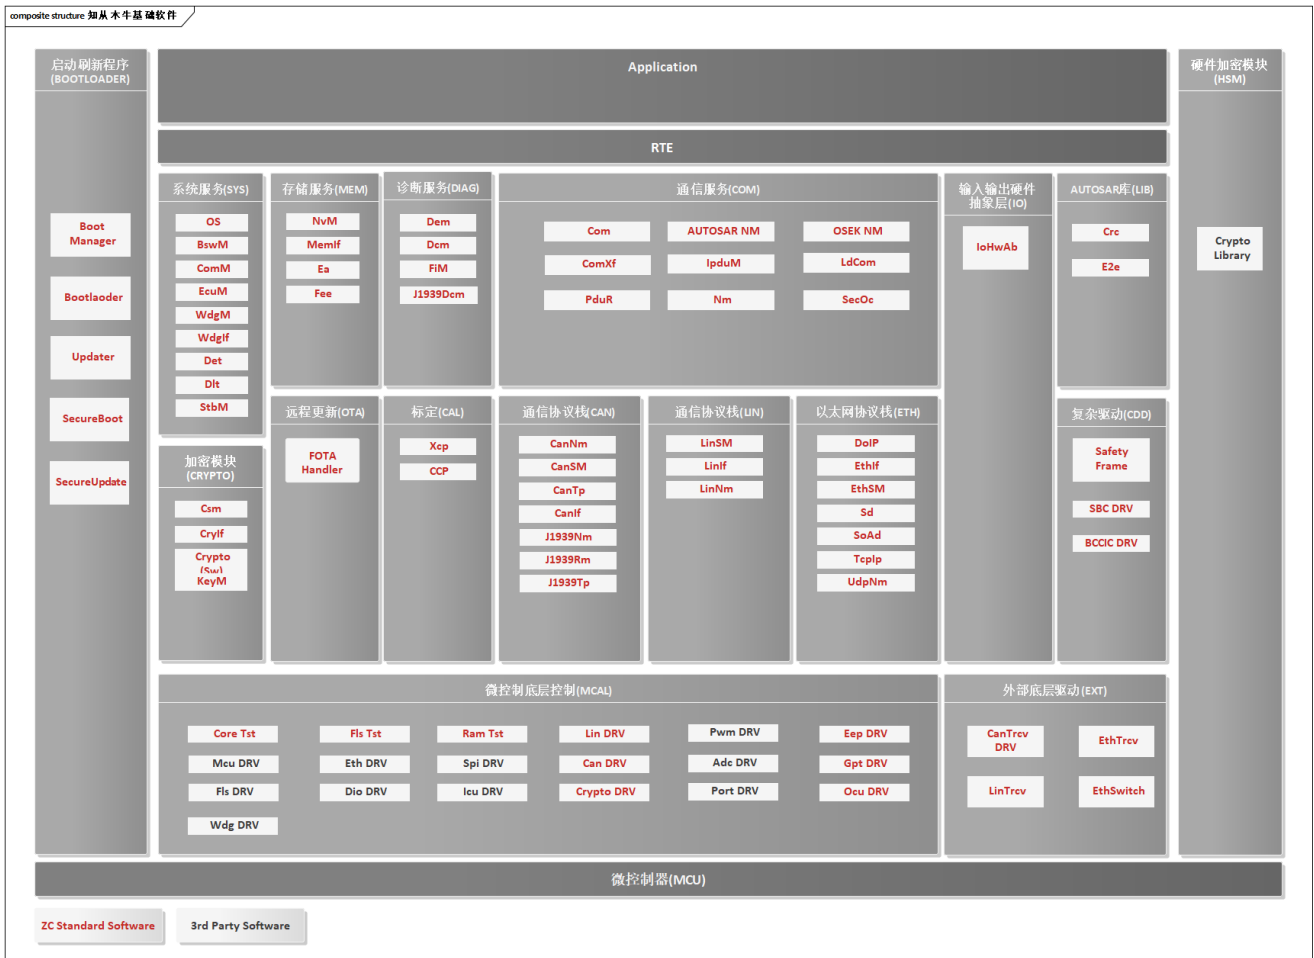 composite structure 知从木牛基础软件
启动刷新程序
(BOOTLOADER)
Boot
Manager
Bootlaoder
Updater
SecureBoot
SecureUpdate
Application
RTE
系统服务(SYS)
OS
BswM
ComM
EcuM
WdgM
WdgIf
Det
Dlt
StbM
存储服务(MEM)
NvM
MemIf
Ea
Fee
诊断服务(DIAG)
Dem
Dcm
FiM
J1939Dcm
通信服务(COM)
Com
AUTOSAR NM
OSEK NM
ComXf
IpduM
LdCom
PduR
Nm
SecOc
输入输出硬件
抽象层(IO)
IoHwAb
AUTOSAR库(LIB)
Crc
E2e
加密模块
(CRYPTO)
Csm
CryIf
Crypto
(Sw)
KeyM
远程更新(OTA)
FOTA
Handler
标定(CAL)
Xcp
CCP
通信协议栈(CAN)
CanNm
CanSM
CanTp
CanIf
J1939Nm
J1939Rm
J1939Tp
通信协议栈(LIN)
LinSM
LinIf
LinNm
以太网协议栈(ETH)
DoIP
EthIf
EthSM
Sd
SoAd
TcpIp
UdpNm
复杂驱动(CDD)
Safety
Frame
SBC DRV
BCCIC DRV
硬件加密模块
(HSM)
Crypto
Library
微控制底层控制(MCAL)
Core Tst
Fls Tst
Ram Tst
Lin DRV
Pwm DRV
Eep DRV
Mcu DRV
Eth DRV
Spi DRV
Can DRV
Adc DRV
Gpt DRV
Fls DRV
Dio DRV
Icu DRV
Crypto DRV
Port DRV
Ocu DRV
Wdg DRV
外部底层驱动(EXT)
CanTrcv
DRV
EthTrcv
LinTrcv
EthSwitch
微控制器(MCU)
ZC Standard Software
3rd Party Software